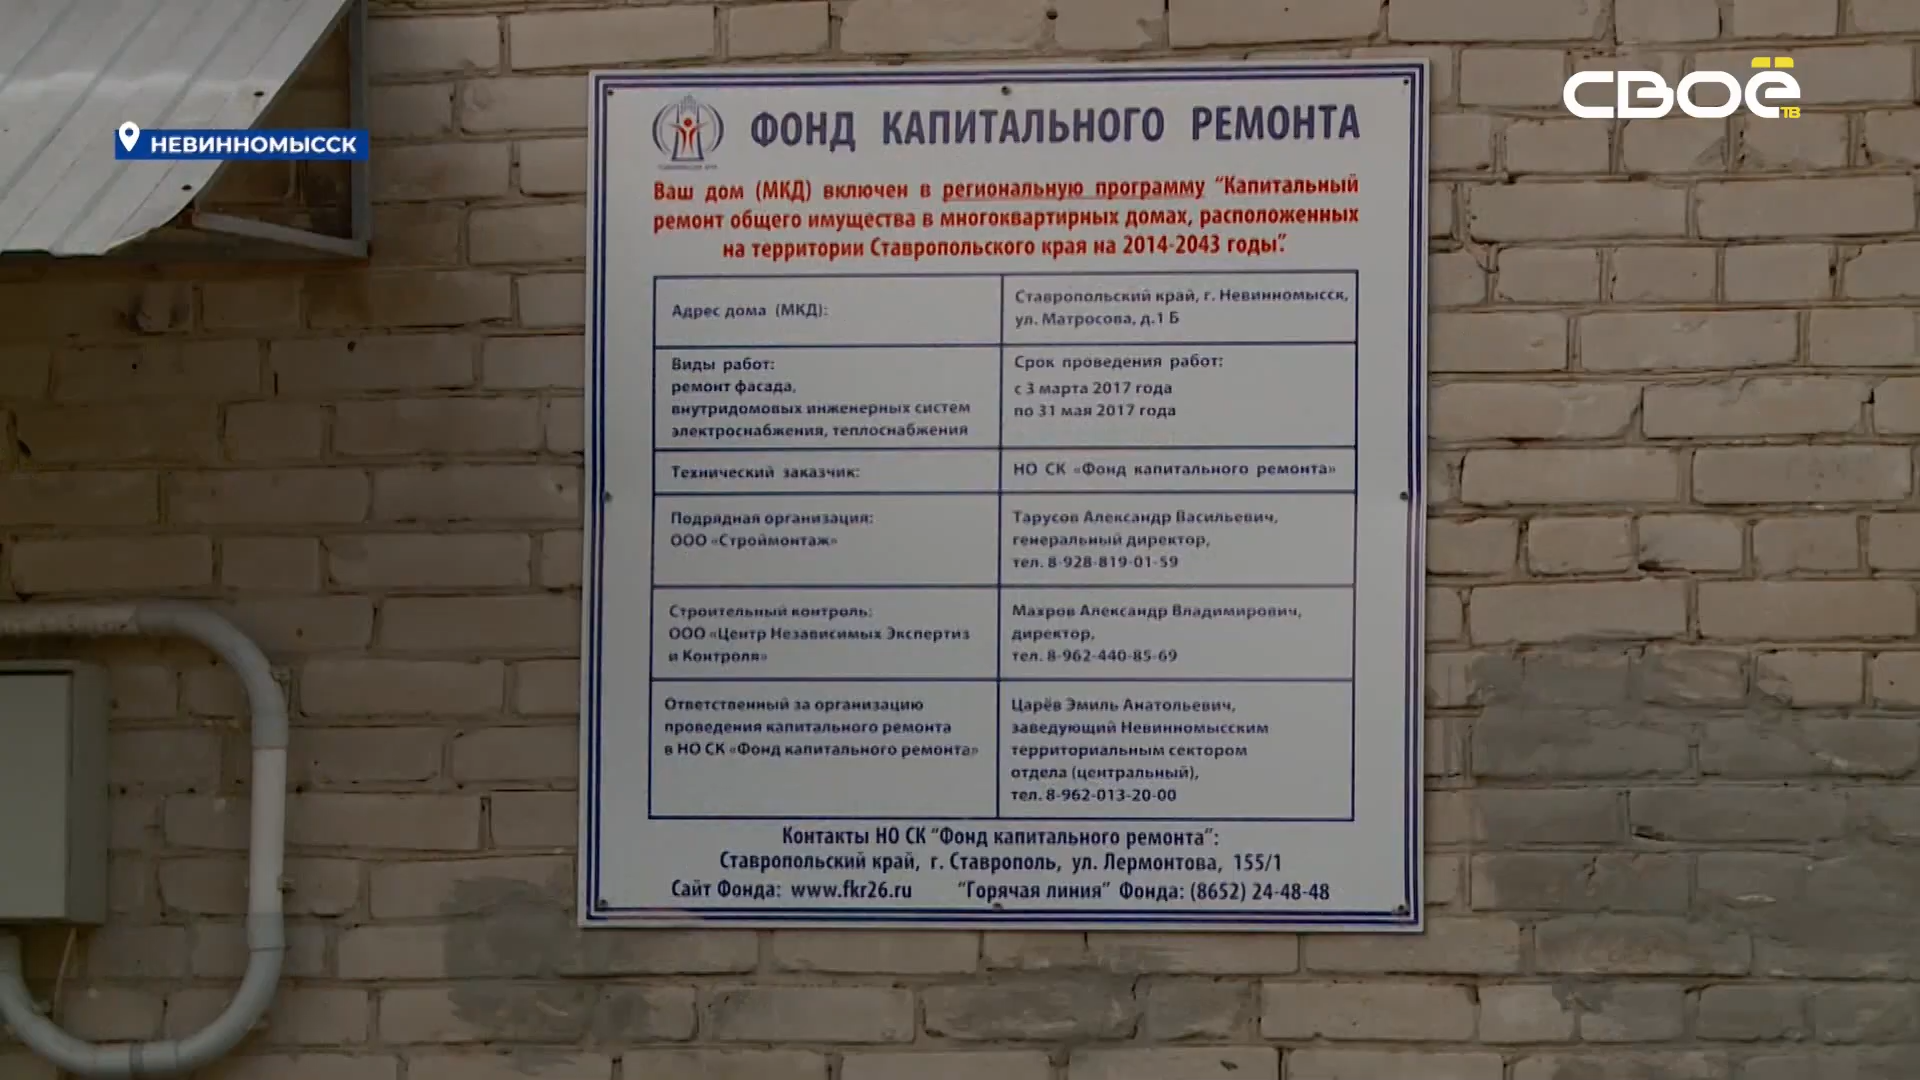 СВОЁ
ТВ
НЕВИННОМЫССК
ФОНД КАПИТАЛЬНОГО РЕМОНТА
Ваш дом (МКД) включен в региональную программу “Капитальный
ремонт общего имущества в многоквартирных домах, расположенных
на территории Ставропольского края на 2014-2043 годы”.
Адрес дома (МКД):
Ставропольский край, г. Невинномысск,
ул. Матросова, д.1 Б
Виды работ:
ремонт фасада,
внутридомовых инженерных систем
электроснабжения, теплоснабжения
Срок проведения работ:
с 3 марта 2017 года
по 31 мая 2017 года
Технический заказчик:
НО СК «Фонд капитального ремонта»
Подрядная организация:
ООО «Строймонтаж»
Тарусов Александр Васильевич,
генеральный директор,
тел. 8-928-819-01-59
Строительный контроль:
ООО «Центр Независимых Экспертиз
и Контроля»
Махров Александр Владимирович,
директор,
тел. 8-962-440-85-69
Ответственный за организацию
проведения капитального ремонта
в НО СК «Фонд капитального ремонта»
Царёв Эмиль Анатольевич,
заведующий Невинномысским
территориальным сектором
отдела (центральный),
тел. 8-962-013-20-00
Контакты НО СК “Фонд капитального ремонта”:
Ставропольский край, г. Ставрополь, ул. Лермонтова, 155/1
Сайт Фонда: www.fkr26.ru “Горячая линия” Фонда: (8652) 24-48-48